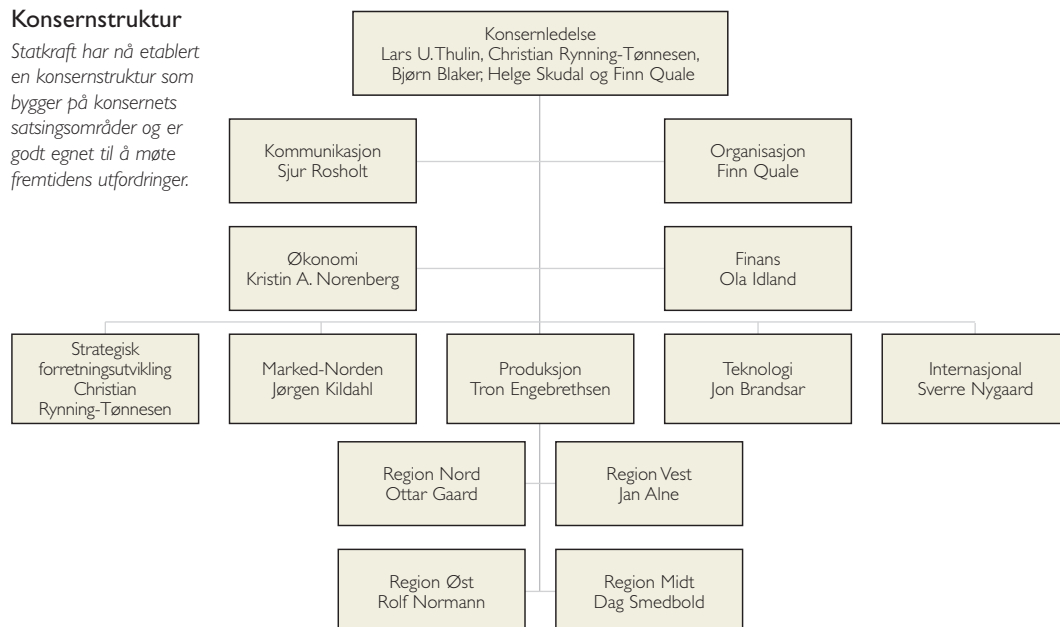 Konsernstruktur
Statkraft har nå etablert
en konsernstruktur som
bygger på konsernets
satsingsområder og er
godt egnet til å møte
fremtidens utfordringer.
Konsernledelse
Lars U. Thulin, Christian Rynning-Tønnesen,
Bjørn Blaker, Helge Skudal og Finn Quale
Kommunikasjon
Sjur Rosholt
Organisasjon
Finn Quale
Økonomi
Kristin A. Norenberg
Finans
Ola Idland
Strategisk
forretningsutvikling
Christian
Rynning-Tønnesen
Marked-Norden
Jørgen Kildahl
Produksjon
Tron Engebrethsen
Teknologi
Jon Brandsar
Internasjonal
Sverre Nygaard
Region Nord
Ottar Gaard
Region Vest
Jan Alne
Region Øst
Rolf Normann
Region Midt
Dag Smedbold